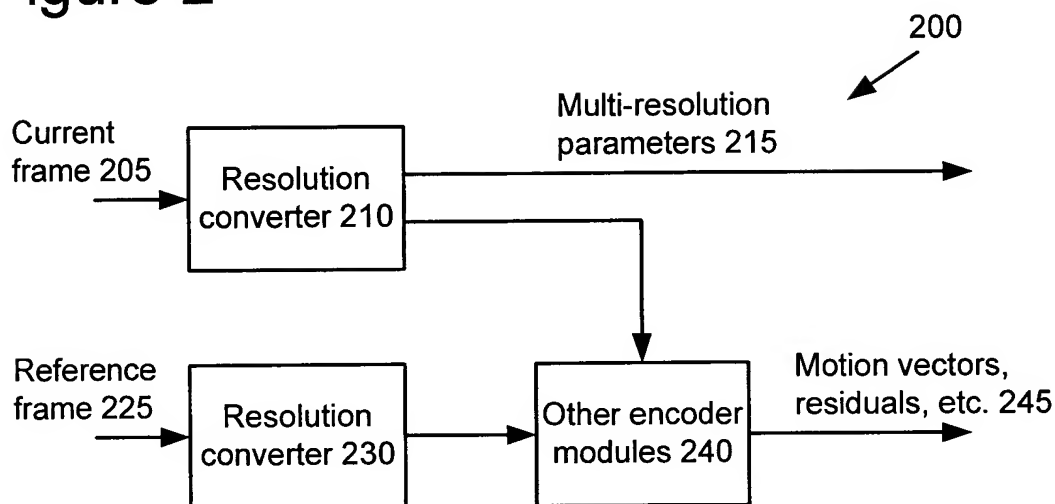 200
Multi-resolution
parameters 215
Current
frame 205
Resolution
converter 210
Reference
frame 225
Resolution
converter 230
Other encoder
modules 240
Motion vectors,
residuals, etc. 245